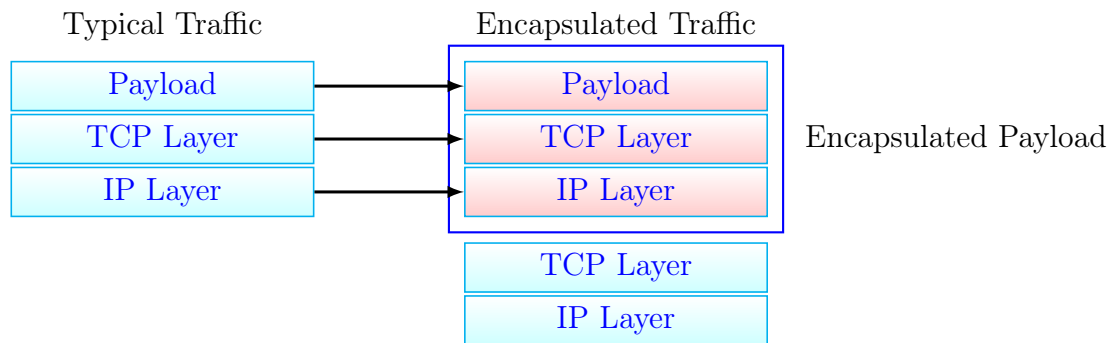 Typical Traffic
Encapsulated Traffic
Payload
Payload
TCP Layer
TCP Layer
Encapsulated Payload
IP Layer
IP Layer
TCP Layer
IP Layer